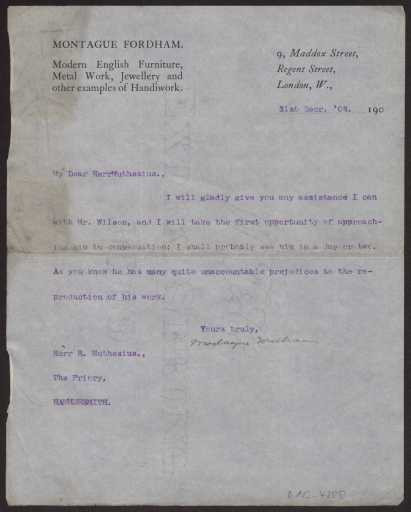 MONTAGUE FORDHAM.
Modern English Furniture,
Metal Work, Jewellery and
other examples of Handiwork.
9, Maddox Street,
Regent Street,
London, W.,
31st Decr. '02. 190
My Dear HerrMuthesius.,
I will gladly give you any assistance I can
with Mr. Wilson, and I will take the first opportunity of approach-
ing him in conversation: I shall probably see him in a day or two.
As you know he has many quite unaccountable prejudices to the re-
production of his work.
Yours truly,
Montague Fordham
Herr H. Muthesius.,
The Priory,
HAMMERSMITH.